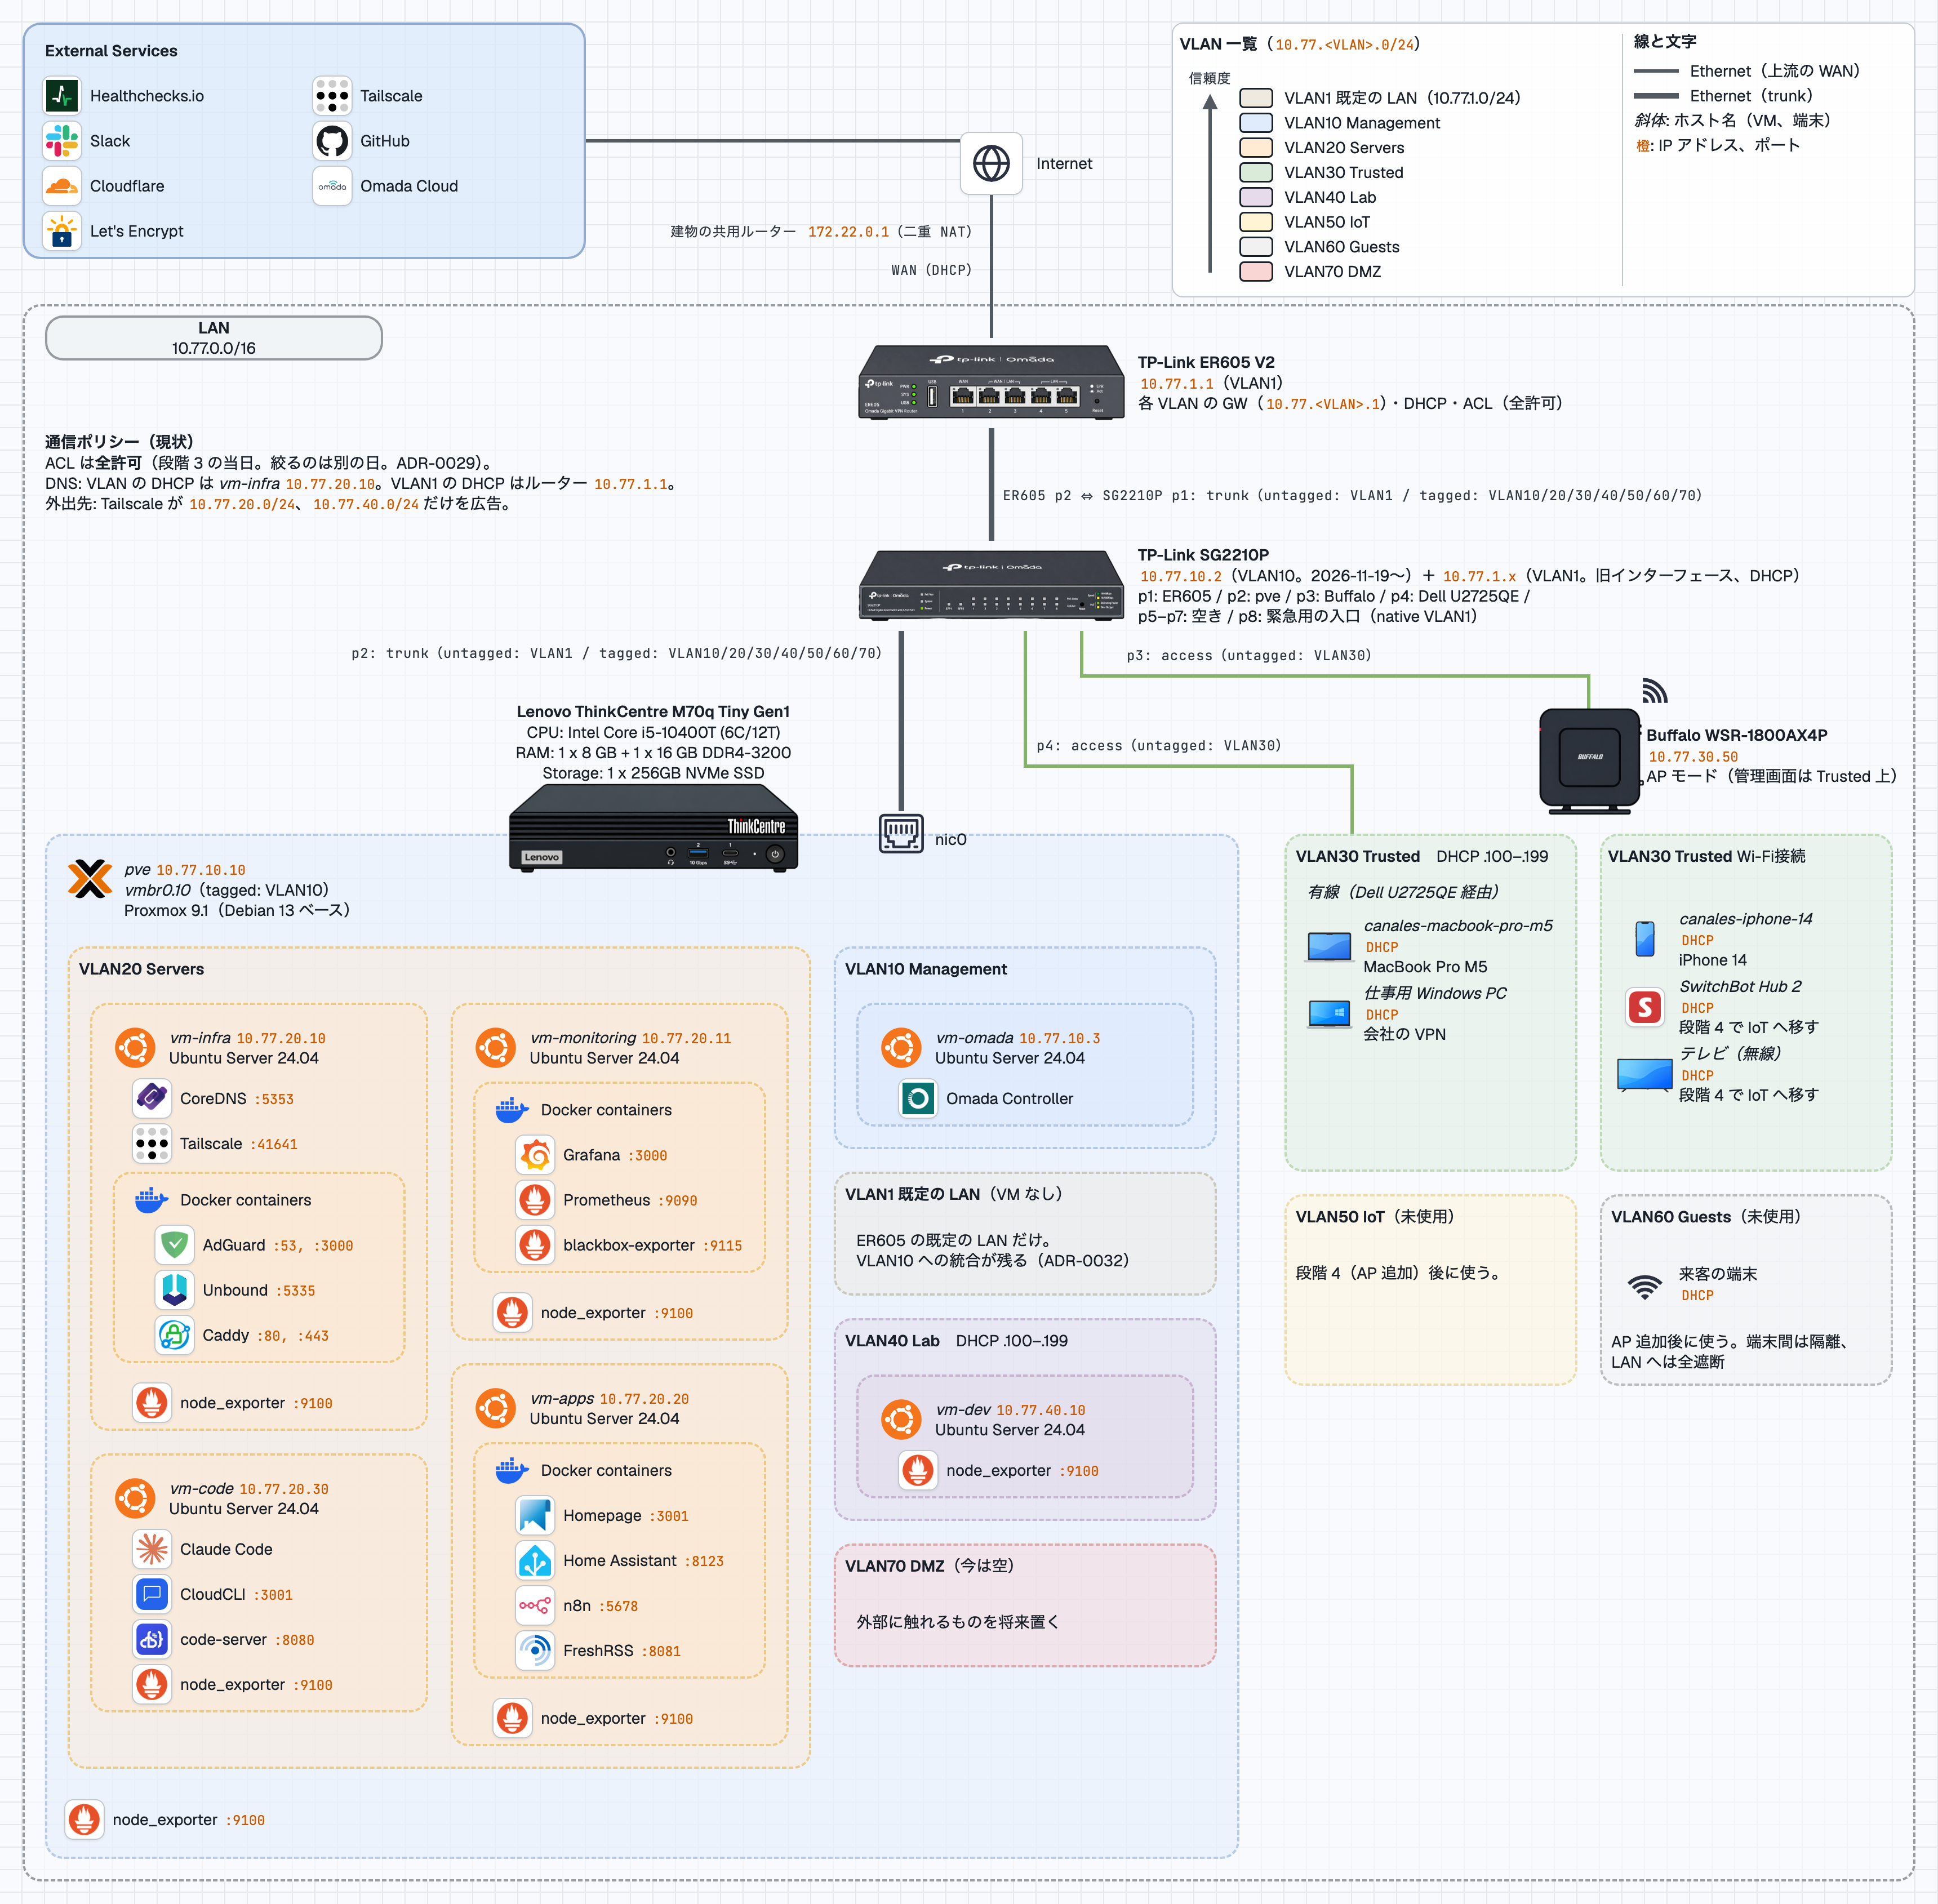 External Services
Healthchecks.io
Tailscale
Slack
GitHub
Cloudflare
omada
Omada Cloud
Let's Encrypt
Internet
建物の共用ルーター 172.22.0.1（二重 NAT）
WAN（DHCP）
VLAN 一覧（10.77.<VLAN>.0/24）
信頼度
VLAN1 既定の LAN（10.77.1.0/24）
VLAN10 Management
VLAN20 Servers
VLAN30 Trusted
VLAN40 Lab
VLAN50 IoT
VLAN60 Guests
VLAN70 DMZ
線と文字
Ethernet（上流の WAN）
Ethernet（trunk）
斜体: ホスト名（VM、端末）
橙: IP アドレス、ポート
LAN
10.77.0.0/16
tp-link | Omada
TP-Link ER605 V2
10.77.1.1（VLAN1）
各 VLAN の GW（10.77.<VLAN>.1）・DHCP・ACL（全許可）
通信ポリシー（現状）
ACL は全許可（段階 3 の当日。絞るのは別の日。ADR-0029）。
DNS: VLAN の DHCP は vm-infra 10.77.20.10。VLAN1 の DHCP はルーター 10.77.1.1。
外出先: Tailscale が 10.77.20.0/24、10.77.40.0/24 だけを広告。
ER605 p2 ⇔ SG2210P p1: trunk（untagged: VLAN1 / tagged: VLAN10/20/30/40/50/60/70）
tp-link | Omada
TP-Link SG2210P
10.77.10.2（VLAN10。2026-11-19〜）＋ 10.77.1.x（VLAN1。旧インターフェース、DHCP）
p1: ER605 / p2: pve / p3: Buffalo / p4: Dell U2725QE /
p5–p7: 空き / p8: 緊急用の入口（native VLAN1）
p2: trunk（untagged: VLAN1 / tagged: VLAN10/20/30/40/50/60/70）
p3: access（untagged: VLAN30）
p4: access（untagged: VLAN30）
Lenovo ThinkCentre M70q Tiny Gen1
CPU: Intel Core i5-10400T (6C/12T)
RAM: 1 x 8 GB + 1 x 16 GB DDR4-3200
Storage: 1 x 256GB NVMe SSD
ThinkCentre
Lenovo
nic0
BUFFALO
Buffalo WSR-1800AX4P
10.77.30.50
AP モード（管理画面は Trusted 上）
pve 10.77.10.10
vmbr0.10（tagged: VLAN10）
Proxmox 9.1（Debian 13 ベース）
VLAN20 Servers
vm-infra 10.77.20.10
Ubuntu Server 24.04
CoreDNS :5353
Tailscale :41641
Docker containers
AdGuard :53, :3000
Unbound :5335
Caddy :80, :443
node_exporter :9100
vm-code 10.77.20.30
Ubuntu Server 24.04
Claude Code
CloudCLI :3001
code-server :8080
node_exporter :9100
vm-monitoring 10.77.20.11
Ubuntu Server 24.04
Docker containers
Grafana :3000
Prometheus :9090
blackbox-exporter :9115
node_exporter :9100
vm-apps 10.77.20.20
Ubuntu Server 24.04
Docker containers
Homepage :3001
Home Assistant :8123
n8n :5678
FreshRSS :8081
node_exporter :9100
node_exporter :9100
VLAN10 Management
vm-omada 10.77.10.3
Ubuntu Server 24.04
Omada Controller
VLAN1 既定の LAN（VM なし）
ER605 の既定の LAN だけ。
VLAN10 への統合が残る（ADR-0032）
VLAN40 Lab DHCP .100–.199
vm-dev 10.77.40.10
Ubuntu Server 24.04
node_exporter :9100
VLAN70 DMZ（今は空）
外部に触れるものを将来置く
VLAN30 Trusted DHCP .100–.199
有線（Dell U2725QE 経由）
canales-macbook-pro-m5
DHCP
MacBook Pro M5
仕事用 Windows PC
DHCP
会社の VPN
VLAN30 Trusted Wi-Fi接続
canales-iphone-14
DHCP
iPhone 14
SwitchBot Hub 2
DHCP
段階 4 で IoT へ移す
テレビ（無線）
DHCP
段階 4 で IoT へ移す
VLAN50 IoT（未使用）
段階 4（AP 追加）後に使う。
VLAN60 Guests（未使用）
来客の端末
DHCP
AP 追加後に使う。端末間は隔離、
LAN へは全遮断